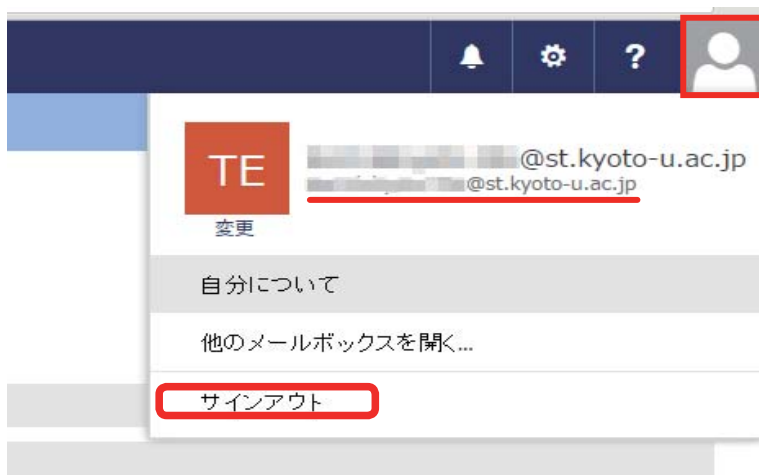 ?
TE
@st.kyoto-u.ac.jp
@st.kyoto-u.ac.jp
変更
自分について
他のメールボックスを開く...
サインアウト